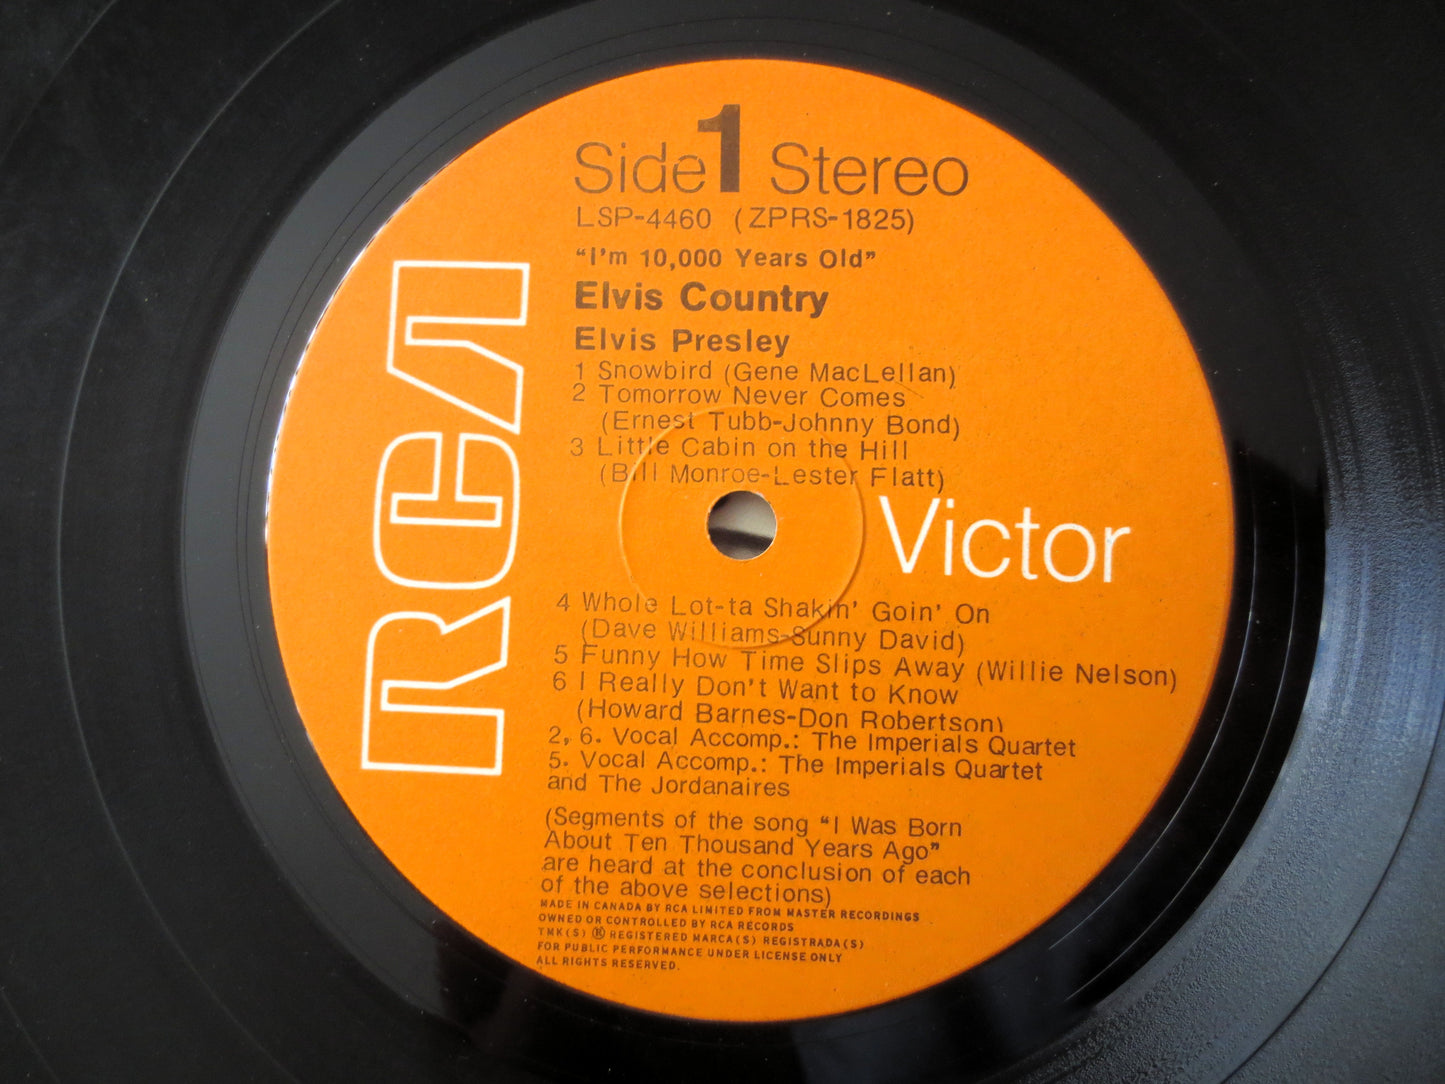 Side 1 Stereo
LSP-4460 (ZPRS-1825)
"I'm 10,000 Years Old"
Elvis Country
Elvis Presley
1 Snowbird (Gene MacLellan)
2 Tomorrow Never Comes
(Ernest Tubb-Johnny Bond)
3 Little Cabin on the Hill
(Bill Monroe-Lester Flatt)
RCA
Victor
4 Whole Lot-ta Shakin' Goin' On
(Dave Williams-Sunny David)
5 Funny How Time Slips Away (Willie Nelson)
6 I Really Don't Want to Know
(Howard Barnes-Don Robertson)
2, 6. Vocal Accomp.: The Imperials Quartet
5. Vocal Accomp.: The Imperials Quartet
and The Jordanaires
(Segments of the song "I Was Born
About Ten Thousand Years Ago"
are heard at the conclusion of each
of the above selections)
MADE IN CANADA BY RCA LIMITED FROM MASTER RECORDINGS
OWNED OR CONTROLLED BY RCA RECORDS
TMK(S) ® REGISTERED MARCA(S) REGISTRADA(S)
FOR PUBLIC PERFORMANCE UNDER LICENSE ONLY
ALL RIGHTS RESERVED.